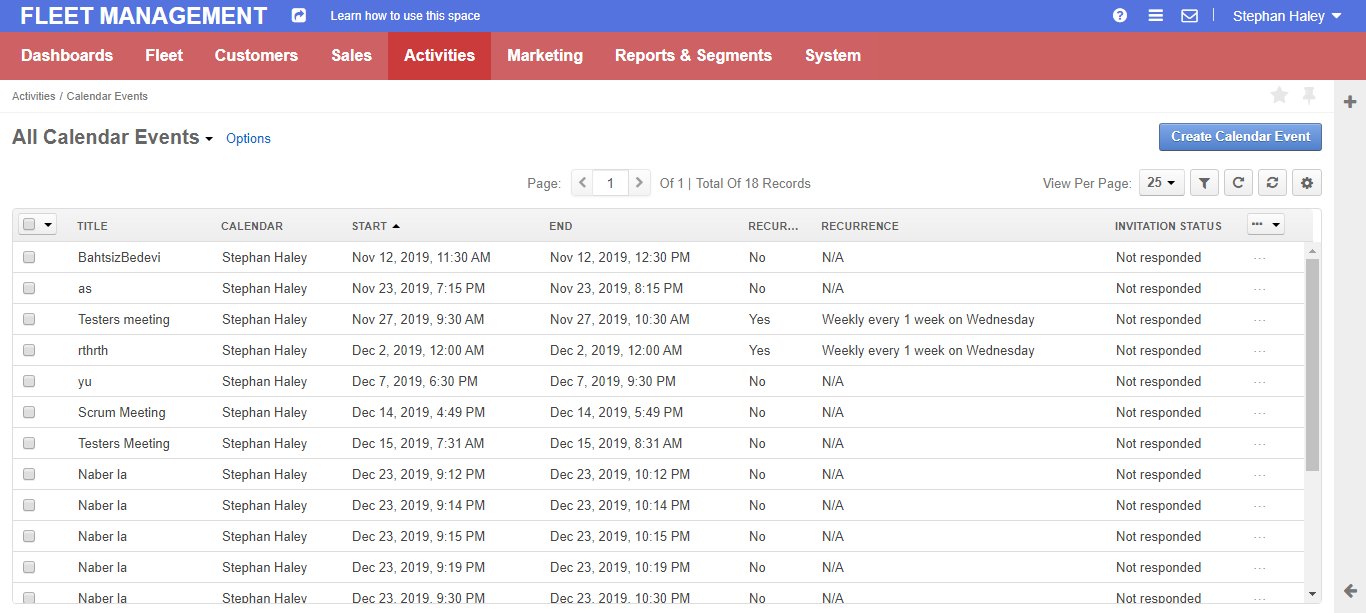 FLEET MANAGEMENT Learn how to use this space ? Stephan Haley
Dashboards Fleet Customers Sales Activities Marketing Reports & Segments System
Activities / Calendar Events
All Calendar Events Options Create Calendar Event
Page: 1 Of 1 | Total Of 18 Records View Per Page: 25
TITLE CALENDAR START END RECUR... RECURRENCE INVITATION STATUS ...
BahtsizBedevi Stephan Haley Nov 12, 2019, 11:30 AM Nov 12, 2019, 12:30 PM No N/A Not responded ...
as Stephan Haley Nov 23, 2019, 7:15 PM Nov 23, 2019, 8:15 PM No N/A Not responded ...
Testers meeting Stephan Haley Nov 27, 2019, 9:30 AM Nov 27, 2019, 10:30 AM Yes Weekly every 1 week on Wednesday Not responded ...
rthrth Stephan Haley Dec 2, 2019, 12:00 AM Dec 2, 2019, 12:00 AM Yes Weekly every 1 week on Wednesday Not responded ...
yu Stephan Haley Dec 7, 2019, 6:30 PM Dec 7, 2019, 9:30 PM No N/A Not responded ...
Scrum Meeting Stephan Haley Dec 14, 2019, 4:49 PM Dec 14, 2019, 5:49 PM No N/A Not responded ...
Testers Meeting Stephan Haley Dec 15, 2019, 7:31 AM Dec 15, 2019, 8:31 AM No N/A Not responded ...
Naber la Stephan Haley Dec 23, 2019, 9:12 PM Dec 23, 2019, 10:12 PM No N/A Not responded ...
Naber la Stephan Haley Dec 23, 2019, 9:14 PM Dec 23, 2019, 10:14 PM No N/A Not responded ...
Naber la Stephan Haley Dec 23, 2019, 9:15 PM Dec 23, 2019, 10:15 PM No N/A Not responded ...
Naber la Stephan Haley Dec 23, 2019, 9:19 PM Dec 23, 2019, 10:19 PM No N/A Not responded ...
Naber la Stephan Haley Dec 23, 2019, 9:30 PM Dec 23, 2019, 10:30 PM No N/A Not responded ...